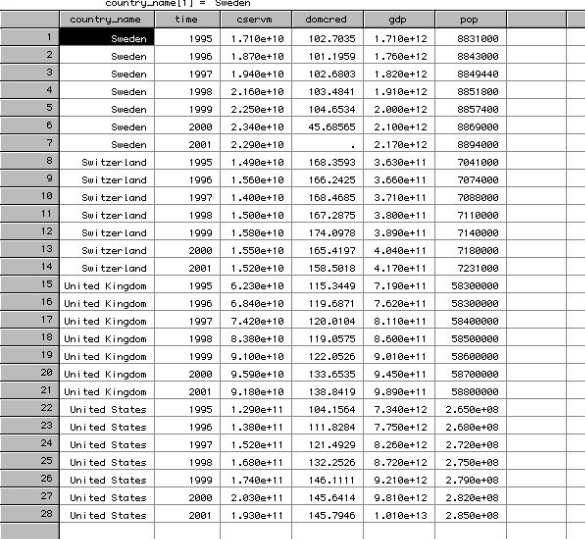 country_name[1] = Sweden
country_name time cservm domcred gdp pop
1 Sweden 1995 1.710e+10 102.7035 1.710e+12 8831000
2 Sweden 1996 1.870e+10 101.1959 1.760e+12 8843000
3 Sweden 1997 1.940e+10 102.6803 1.820e+12 8849440
4 Sweden 1998 2.160e+10 103.4841 1.910e+12 8851800
5 Sweden 1999 2.250e+10 104.6534 2.000e+12 8857400
6 Sweden 2000 2.340e+10 45.68565 2.100e+12 8869000
7 Sweden 2001 2.290e+10 . 2.170e+12 8894000
8 Switzerland 1995 1.490e+10 168.3593 3.630e+11 7041000
9 Switzerland 1996 1.560e+10 166.2425 3.660e+11 7074000
10 Switzerland 1997 1.400e+10 168.4685 3.710e+11 7088000
11 Switzerland 1998 1.500e+10 167.2875 3.800e+11 7110000
12 Switzerland 1999 1.580e+10 174.0978 3.890e+11 7140000
13 Switzerland 2000 1.550e+10 165.4197 4.040e+11 7180000
14 Switzerland 2001 1.520e+10 158.5018 4.170e+11 7231000
15 United Kingdom 1995 6.230e+10 115.3449 7.190e+11 58300000
16 United Kingdom 1996 6.840e+10 119.6871 7.620e+11 58300000
17 United Kingdom 1997 7.420e+10 120.0104 8.110e+11 58400000
18 United Kingdom 1998 8.380e+10 119.0575 8.600e+11 58500000
19 United Kingdom 1999 9.100e+10 122.0526 9.010e+11 58600000
20 United Kingdom 2000 9.590e+10 133.6535 9.450e+11 58700000
21 United Kingdom 2001 9.180e+10 138.8419 9.890e+11 58800000
22 United States 1995 1.290e+11 104.1564 7.340e+12 2.650e+08
23 United States 1996 1.380e+11 111.8284 7.750e+12 2.680e+08
24 United States 1997 1.520e+11 121.4929 8.260e+12 2.720e+08
25 United States 1998 1.680e+11 132.2526 8.720e+12 2.750e+08
26 United States 1999 1.740e+11 146.1111 9.210e+12 2.790e+08
27 United States 2000 2.030e+11 145.6414 9.810e+12 2.820e+08
28 United States 2001 1.930e+11 145.7946 1.010e+13 2.850e+08